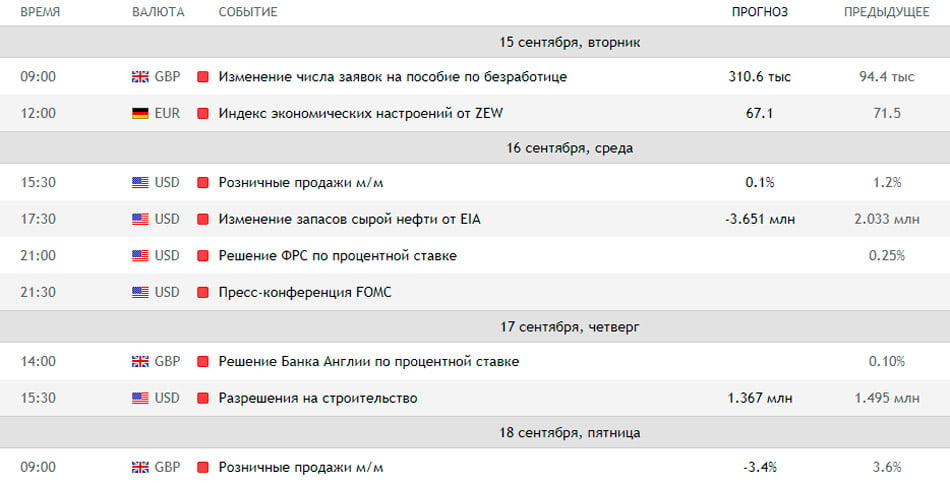 ВРЕМЯ ВАЛЮТА СОБЫТИЕ ПРОГНОЗ ПРЕДЫДУЩЕЕ
15 сентября, вторник
09:00 GBP Изменение числа заявок на пособие по безработице 310.6 тыс 94.4 тыс
12:00 EUR Индекс экономических настроений от ZEW 67.1 71.5
16 сентября, среда
15:30 USD Розничные продажи м/м 0.1% 1.2%
17:30 USD Изменение запасов сырой нефти от EIA -3.651 млн 2.033 млн
21:00 USD Решение ФРС по процентной ставке 0.25%
21:30 USD Пресс-конференция FOMC
17 сентября, четверг
14:00 GBP Решение Банка Англии по процентной ставке 0.10%
15:30 USD Разрешения на строительство 1.367 млн 1.495 млн
18 сентября, пятница
09:00 GBP Розничные продажи м/м -3.4% 3.6%